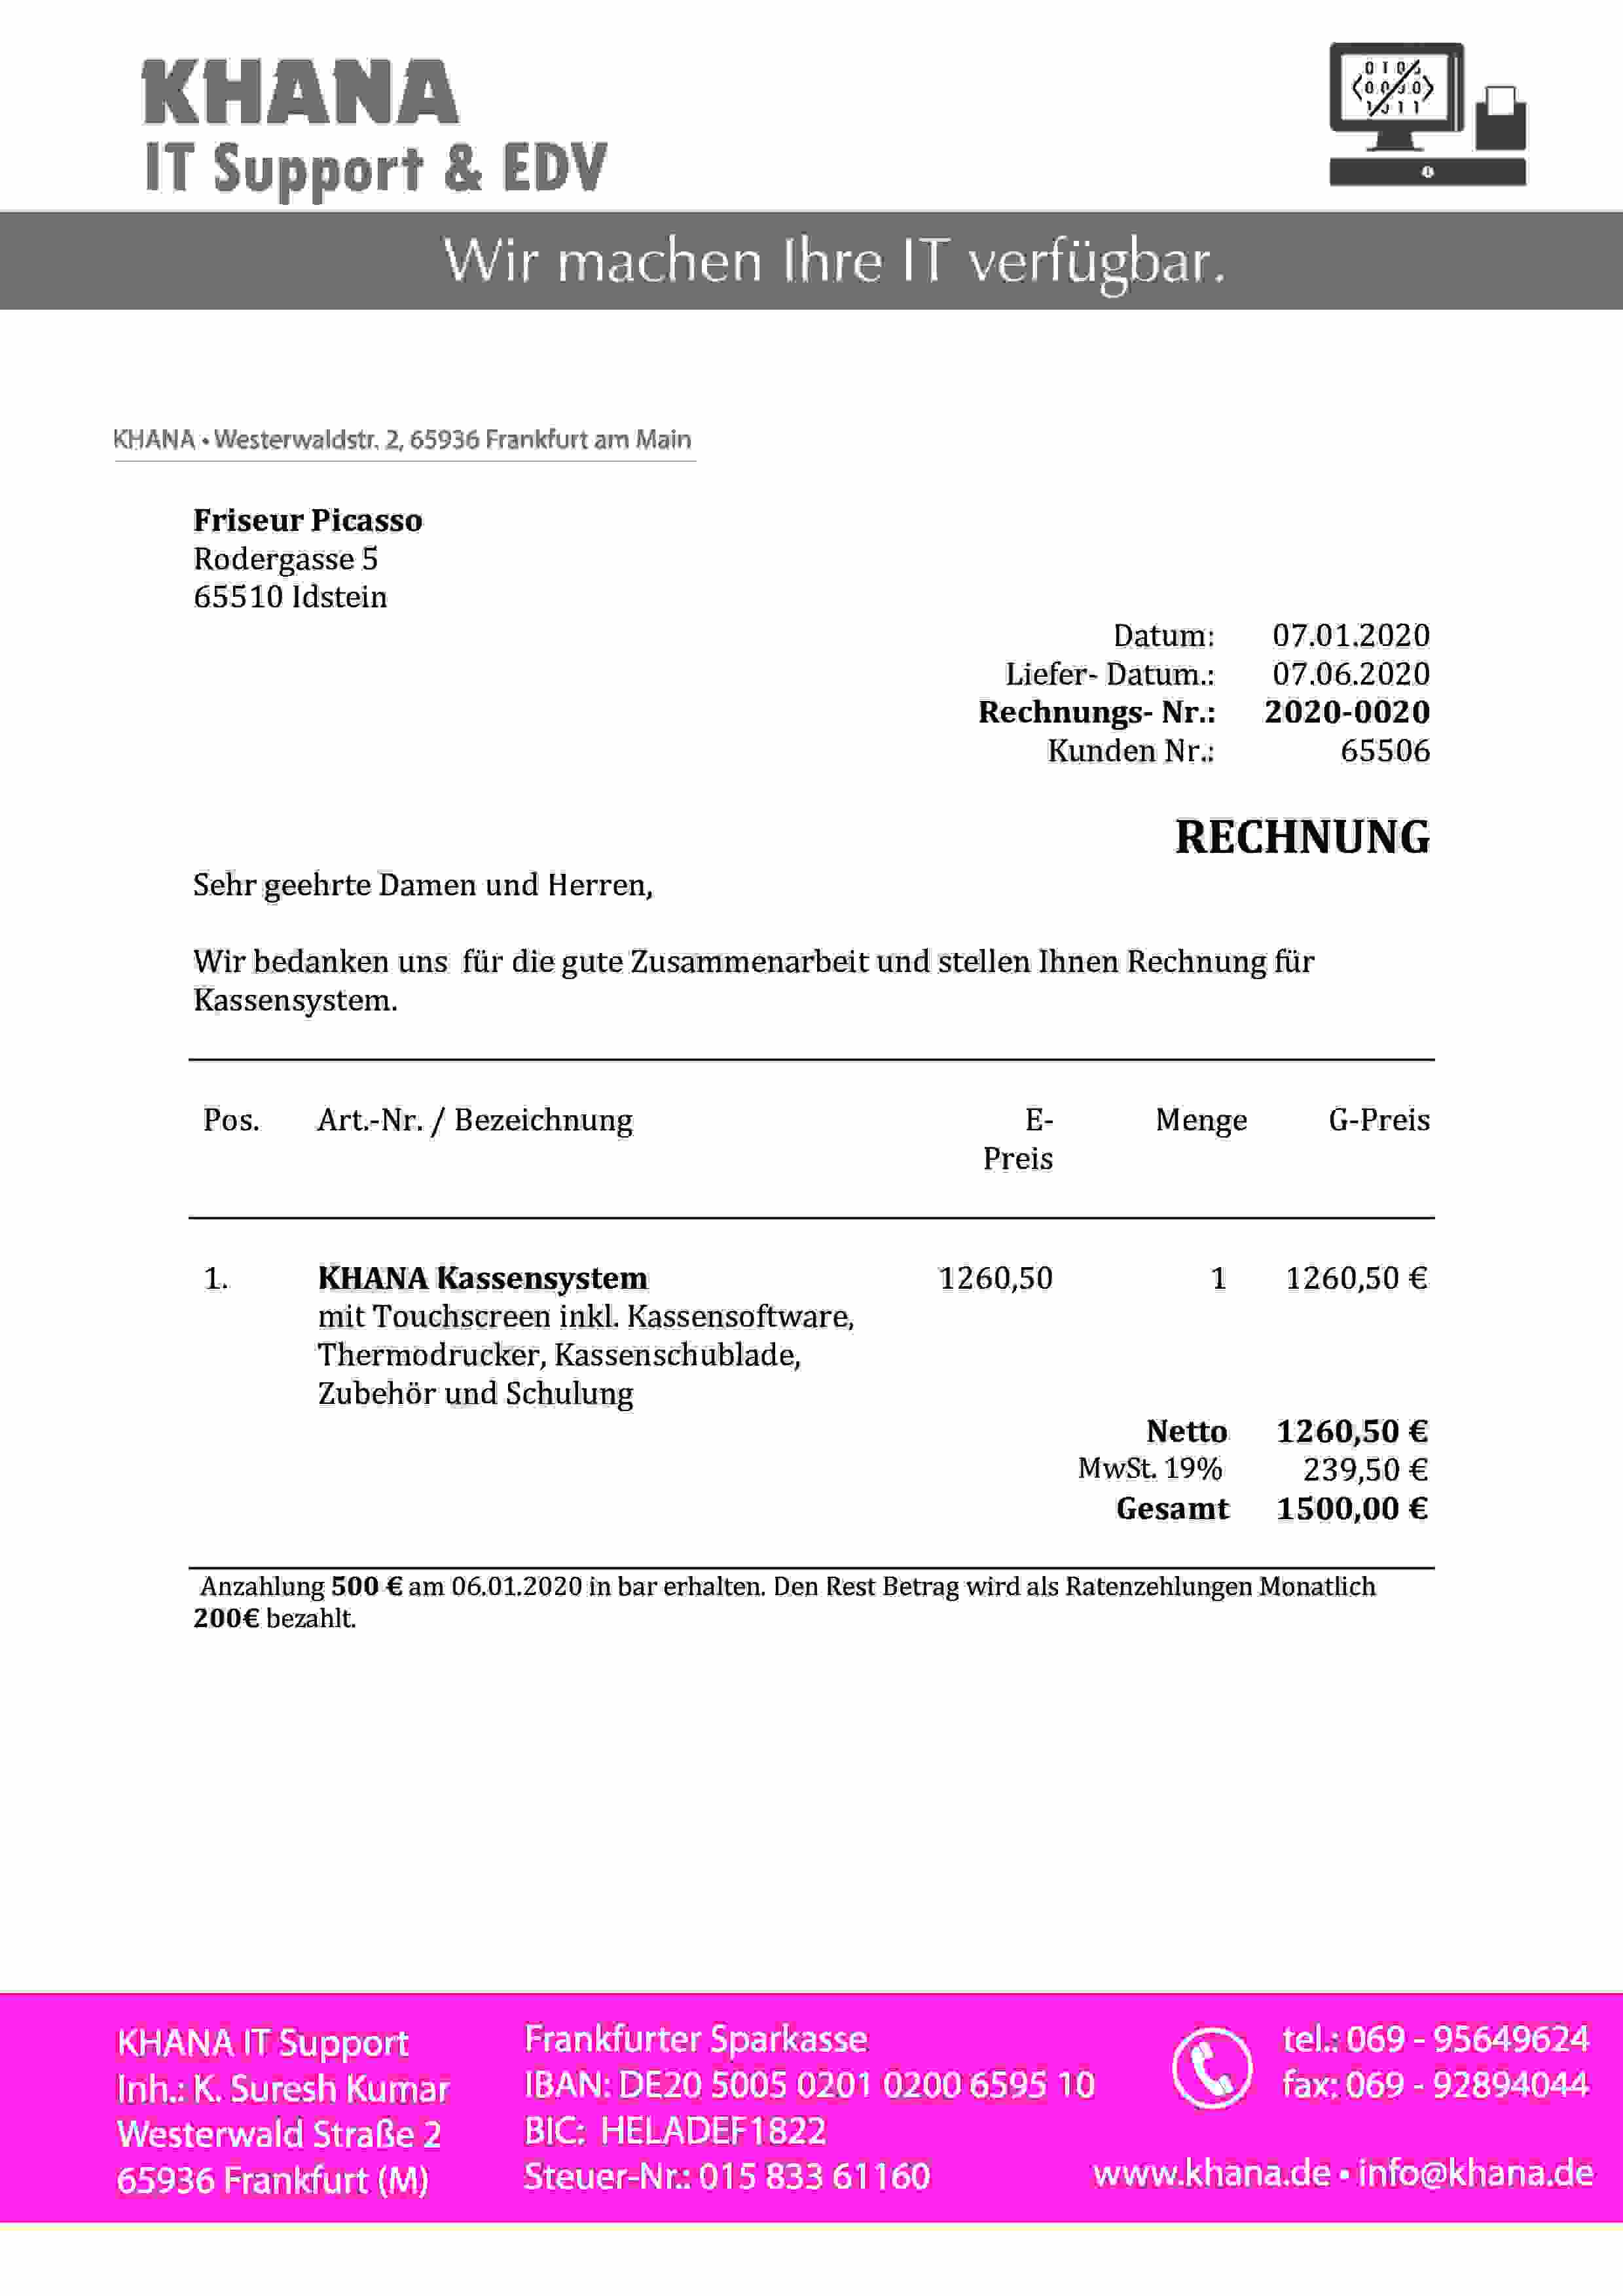 KHANA
IT Support & EDV
Wir machen Ihre IT verfügbar.
KHANA • Westerwaldstr. 2, 65936 Frankfurt am Main
Friseur Picasso
Rodergasse 5
65510 Idstein
Datum: 07.01.2020
Liefer- Datum.: 07.06.2020
Rechnungs- Nr.: 2020-0020
Kunden Nr.: 65506
RECHNUNG
Sehr geehrte Damen und Herren,
Wir bedanken uns für die gute Zusammenarbeit und stellen Ihnen Rechnung für
Kassensystem.
Pos. Art.-Nr. / Bezeichnung E- Menge G-Preis
Preis
1. KHANA Kassensystem 1260,50 1 1260,50 €
mit Touchscreen inkl. Kassensoftware,
Thermodrucker, Kassenschublade,
Zubehör und Schulung
Netto 1260,50 €
MwSt. 19% 239,50 €
Gesamt 1500,00 €
Anzahlung 500 € am 06.01.2020 in bar erhalten. Den Rest Betrag wird als Ratenzehlungen Monatlich
200€ bezahlt.
KHANA IT Support
Inh.: K. Suresh Kumar
Westerwald Straße 2
65936 Frankfurt (M)
Frankfurter Sparkasse
IBAN: DE20 5005 0201 0200 6595 10
BIC: HELADEF1822
Steuer-Nr.: 015 833 61160
tel.: 069 - 95649624
fax: 069 - 92894044
www.khana.de • info@khana.de